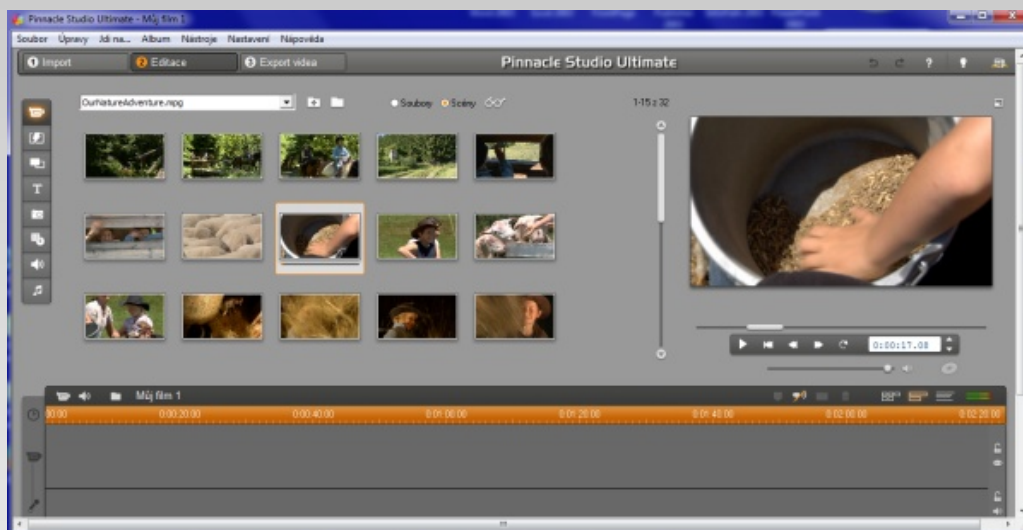 Pinnacle Studio Ultimate - Můj film 1
Soubor Úpravy Jdi na... Album Nástroje Nastavení Nápověda
1 Import 2 Editace 3 Export videa Pinnacle Studio Ultimate
OurNatureAdventure.mpg Soubory Scény 1-15 z 32
T
0:00:17.08
Můj film 1
00.00 0:00:20.00 0:00:40.00 0:01:00.00 0:01:20.00 0:01:40.00 0:02:00.00 0:02:20.00